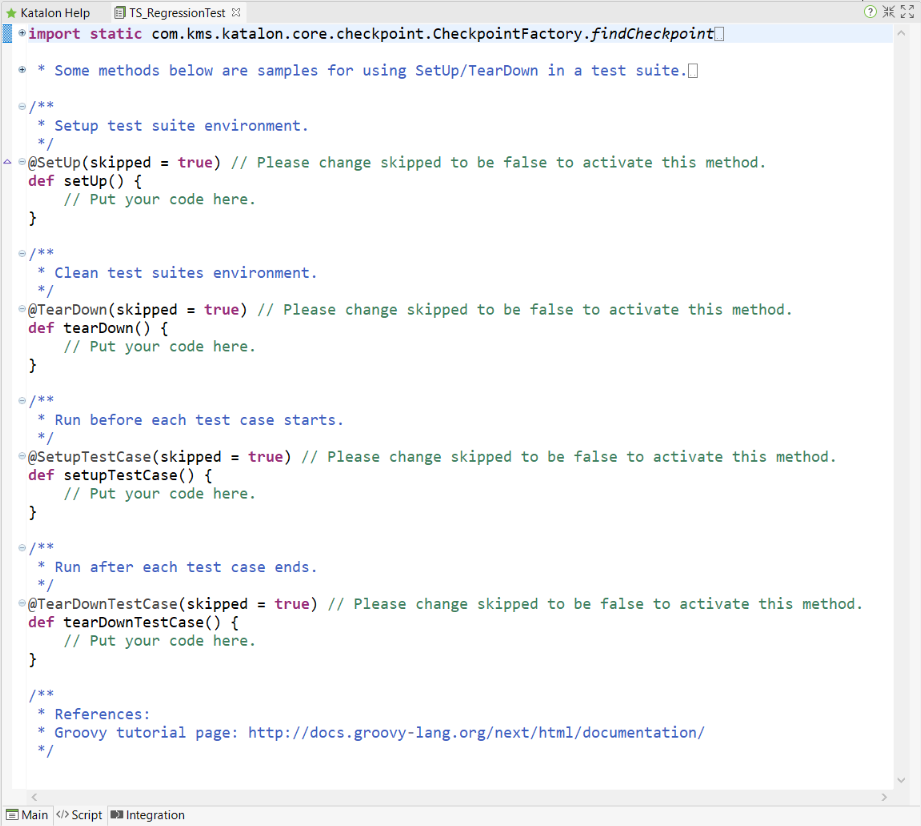 Katalon Help TS_RegressionTest
import static com.kms.katalon.core.checkpoint.CheckpointFactory.findCheckpoint
* Some methods below are samples for using SetUp/TearDown in a test suite.
/**
* Setup test suite environment.
*/
@SetUp(skipped = true) // Please change skipped to be false to activate this method.
def setUp() {
// Put your code here.
}
/**
* Clean test suites environment.
*/
@TearDown(skipped = true) // Please change skipped to be false to activate this method.
def tearDown() {
// Put your code here.
}
/**
* Run before each test case starts.
*/
@SetupTestCase(skipped = true) // Please change skipped to be false to activate this method.
def setupTestCase() {
// Put your code here.
}
/**
* Run after each test case ends.
*/
@TearDownTestCase(skipped = true) // Please change skipped to be false to activate this method.
def tearDownTestCase() {
// Put your code here.
}
/**
* References:
* Groovy tutorial page: http://docs.groovy-lang.org/next/html/documentation/
*/
Main </> Script Integration